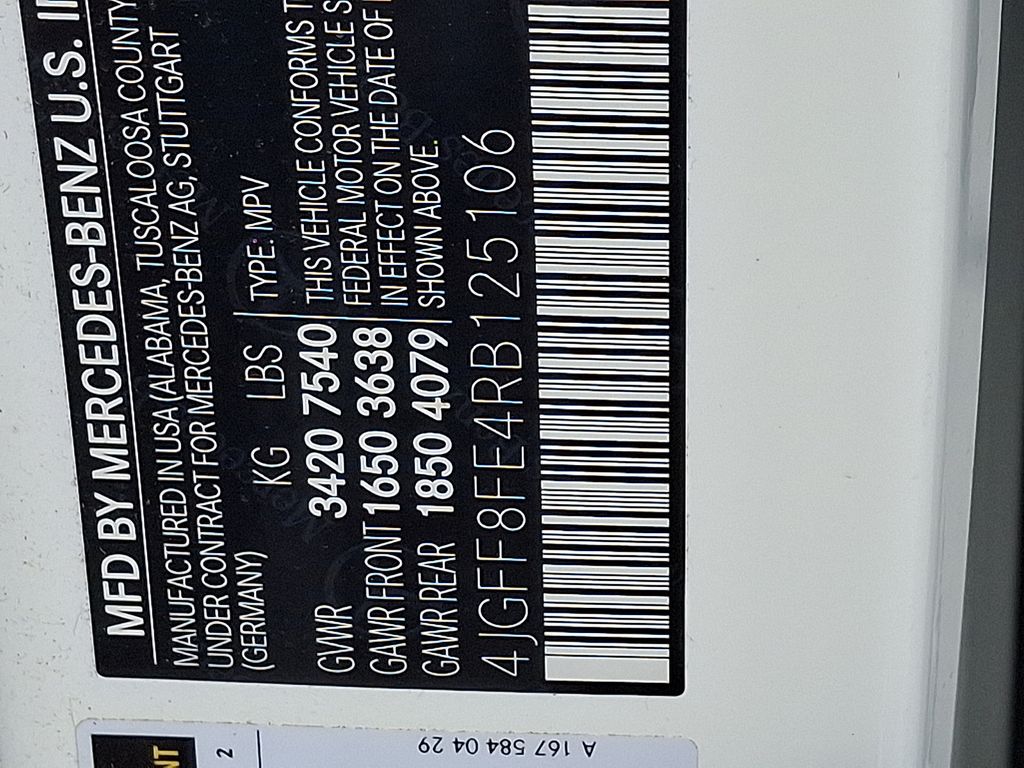 MFD BY MERCEDES-BENZ U.S.
MANUFACTURED IN USA (ALABAMA, TUSCALOOSA COUNTY
UNDER CONTRACT FOR MERCEDES-BENZ AG, STUTTGART
(GERMANY) KG LBS TYPE: MPV
GVWR 3420 7540 THIS VEHICLE CONFORMS
GAWR FRONT 1650 3638 FEDERAL MOTOR VEHICLE
GAWR REAR 1850 4079 IN EFFECT ON THE DATE OF
SHOWN ABOVE.
4JGFF8FE4RB125106
2
A 167 584 04 29